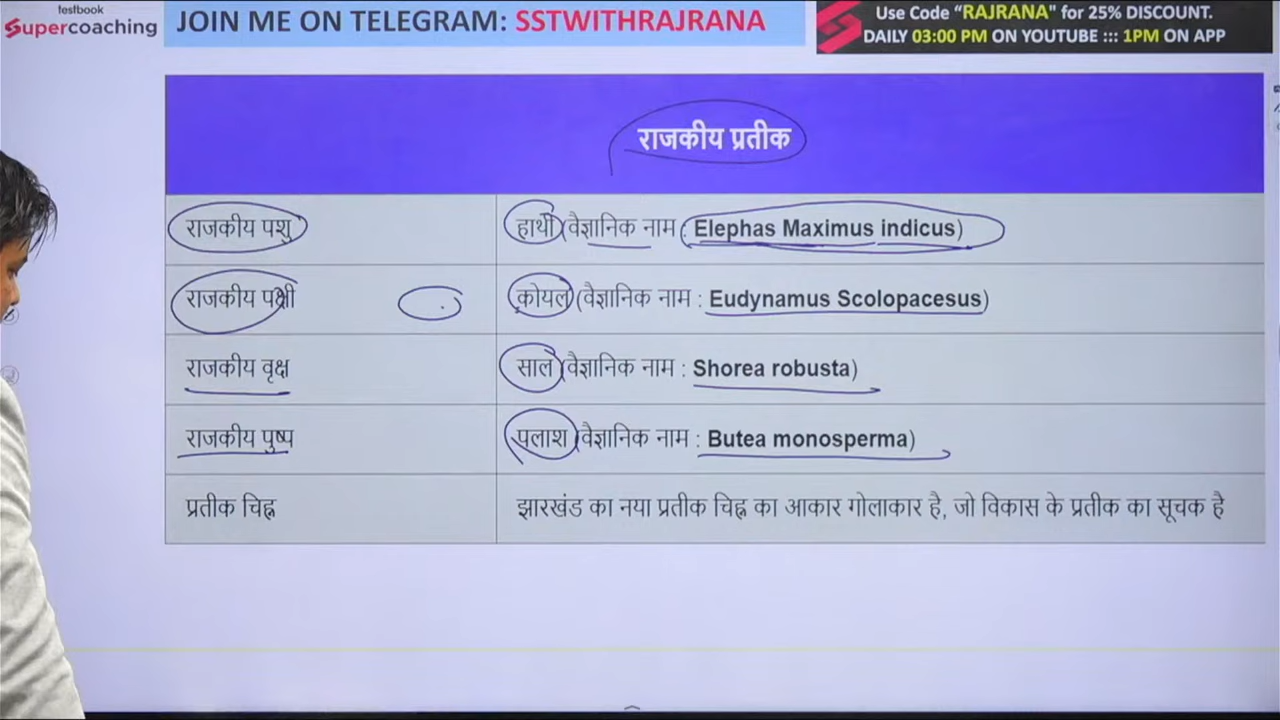 testbook
Supercoaching
JOIN ME ON TELEGRAM: SSTWITHRAJRANA
Use Code “RAJRANA" for 25% DISCOUNT.
DAILY 03:00 PM ON YOUTUBE ::: 1PM ON APP
राजकीय प्रतीक
राजकीय पशु
हाथी (वैज्ञानिक नाम : Elephas Maximus indicus)
राजकीय पक्षी
कोयल (वैज्ञानिक नाम : Eudynamus Scolopacesus)
राजकीय वृक्ष
साल (वैज्ञानिक नाम : Shorea robusta)
राजकीय पुष्प
पलाश (वैज्ञानिक नाम : Butea monosperma)
प्रतीक चिह्न
झारखंड का नया प्रतीक चिह्न का आकार गोलाकार है, जो विकास के प्रतीक का सूचक है